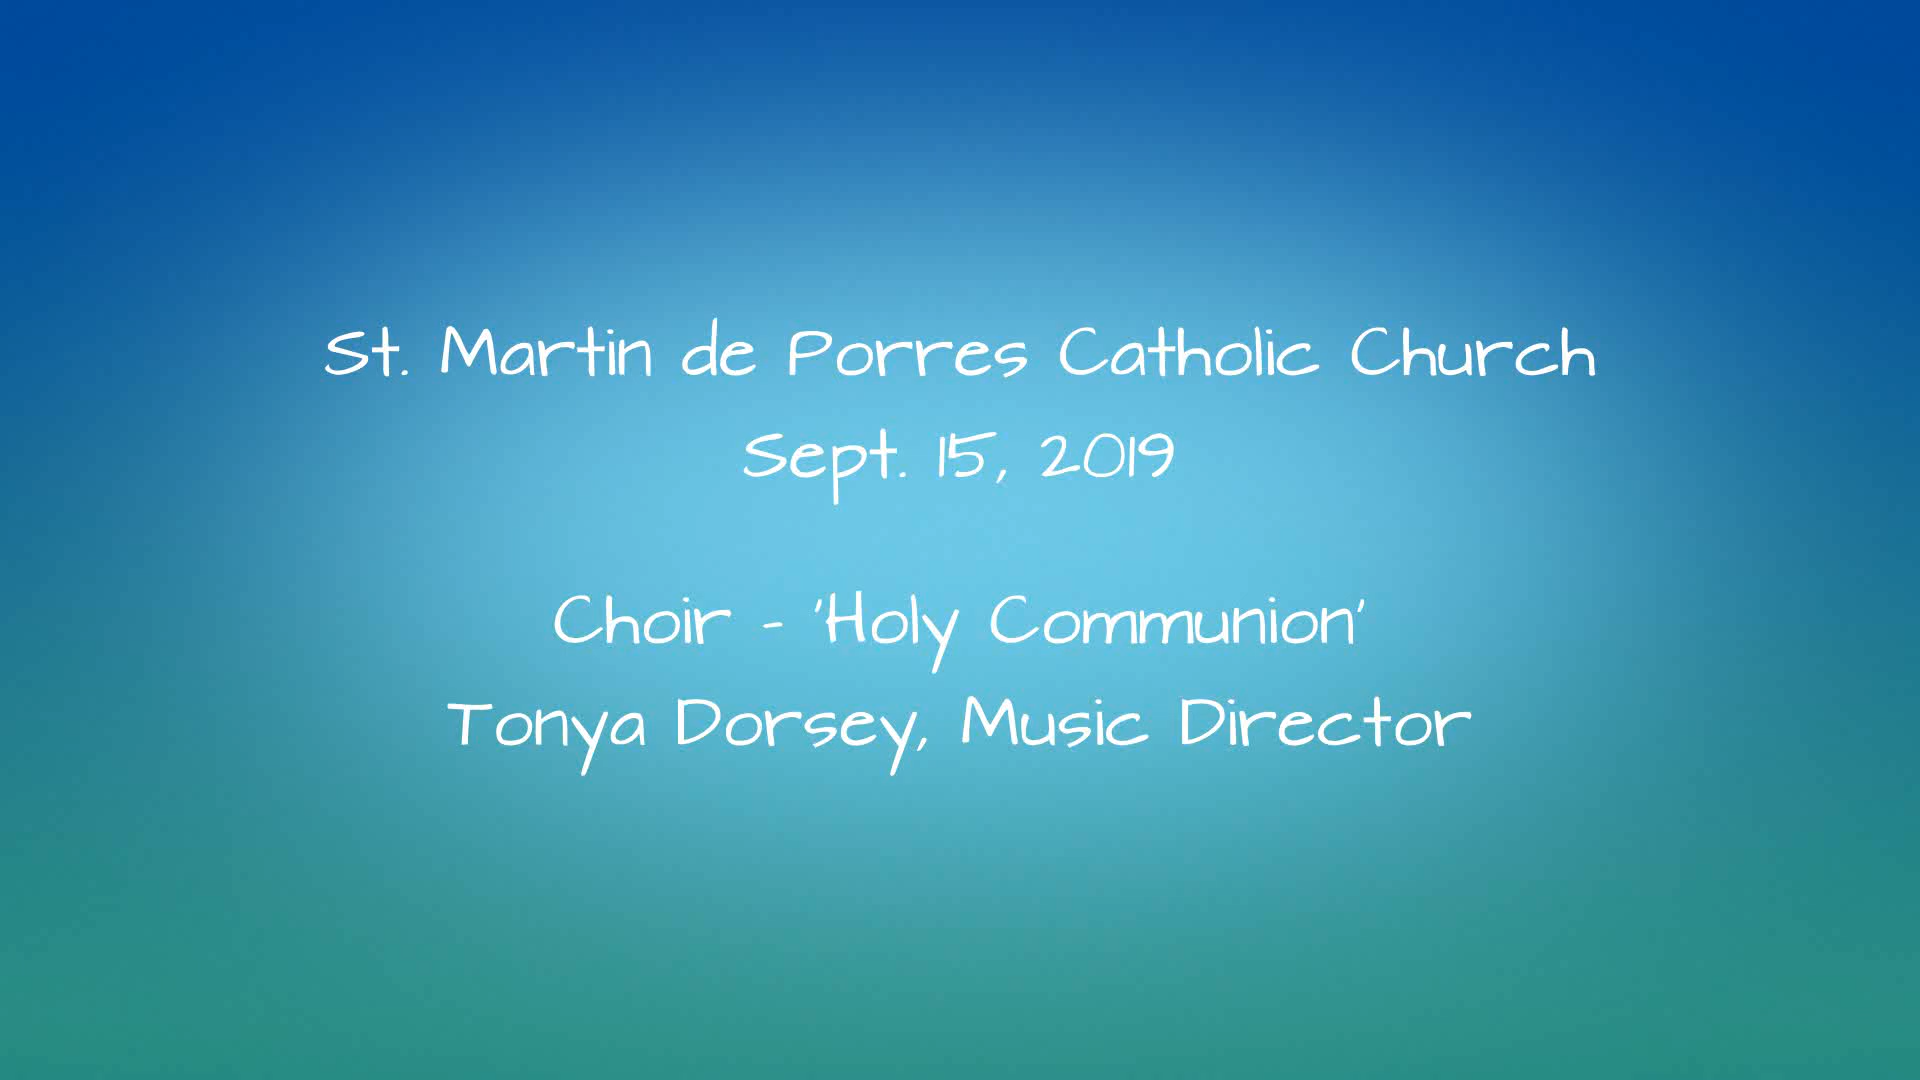 St. Martin de Porres Catholic Church
Sept. 15, 2019
Choir - 'Holy Communion'
Tonya Dorsey, Music Director